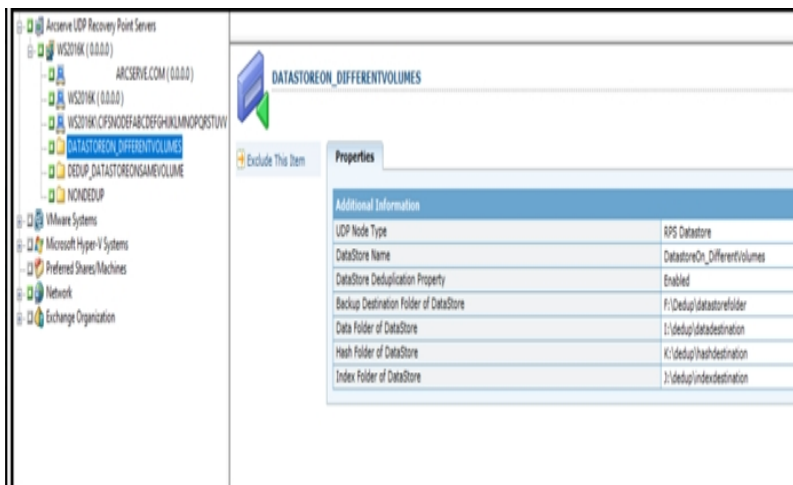 Arcserve UDP Recovery Point Servers
WS2016K ( 0.0.0.0 )
ARCSERVE.COM ( 0.0.0.0 )
WS2016K ( 0.0.0.0 )
WS2016K\CIFSNODEFABCDEFGHIJKLMNOPQRSTUVV
DATASTOREON_DIFFERENTVOLUMES
DEDUP_DATASTOREONSAMEVOLUME
NONDEDUP
VMware Systems
Microsoft Hyper-V Systems
Preferred Shares/Machines
Network
Exchange Organization
DATASTOREON_DIFFERENTVOLUMES
Exclude This Item
Properties
Additional Information
UDP Node Type RPS Datastore
DataStore Name DatastoreOn_DifferentVolumes
DataStore Deduplication Property Enabled
Backup Destination Folder of DataStore F:\Dedup\datastorefolder
Data Folder of DataStore I:\dedup\datadestination
Hash Folder of DataStore K:\dedup\hashdestination
Index Folder of DataStore J:\dedup\indexdestination